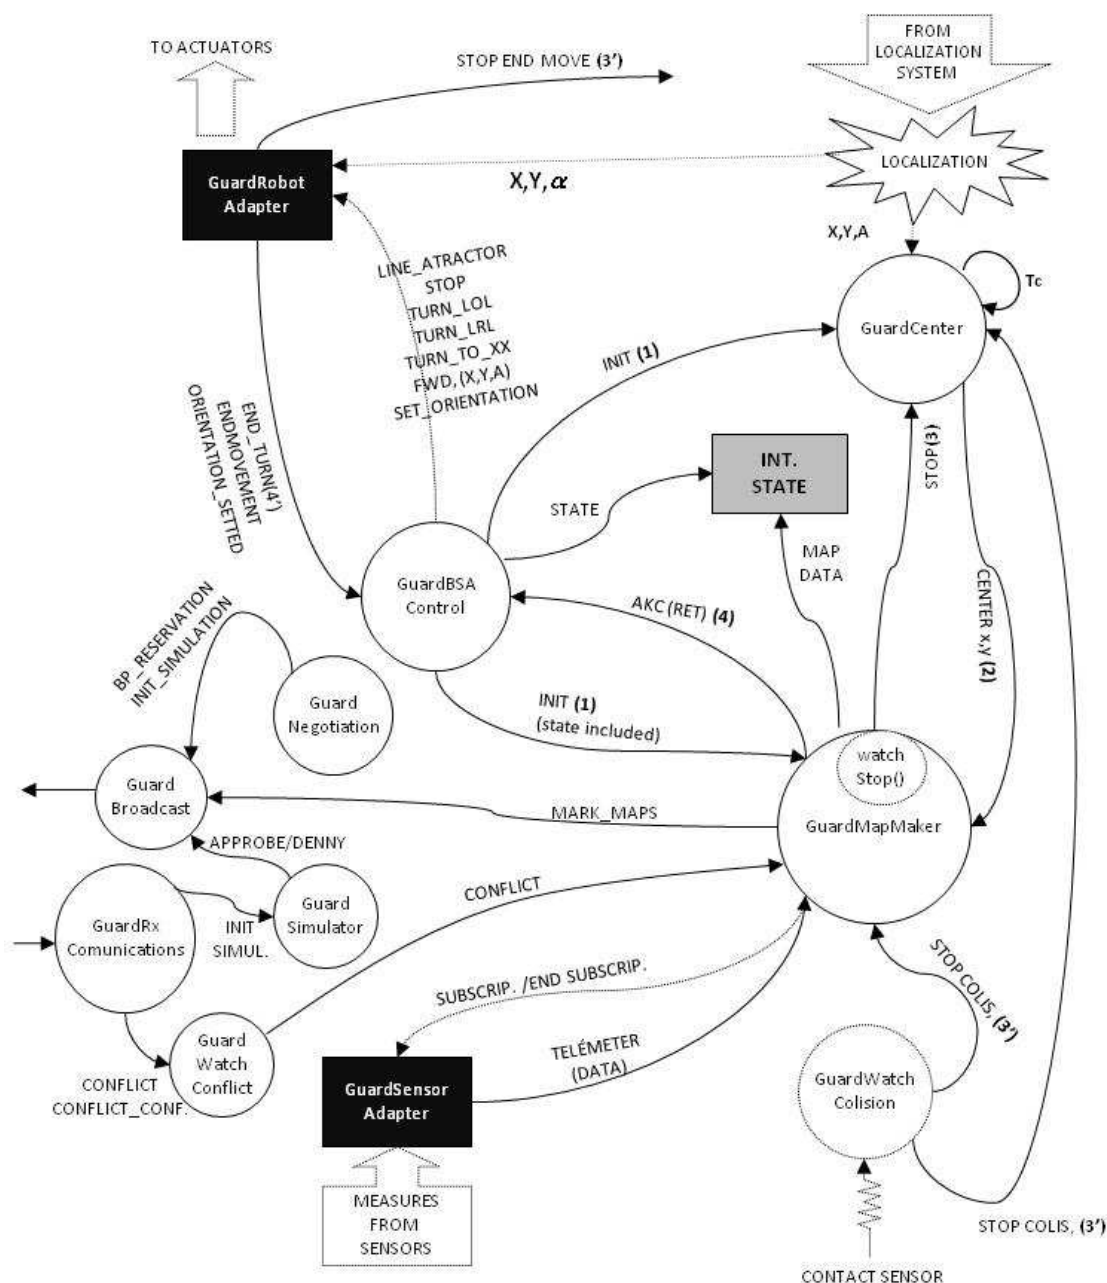 TO ACTUATORS
STOP END MOVE (3’)
FROM
LOCALIZATION
SYSTEM
LOCALIZATION
GuardRobot
Adapter
X,Y, α
X,Y,A
Tc
GuardCenter
LINE_ATRACTOR
STOP
TURN_LOL
TURN_LRL
TURN_TO_XX
FWD, (X,Y,A)
SET_ORIENTATION
INIT (1)
END_TURN(4’)
ENDMOVEMENT
ORIENTATION_SETTED
STOP(3)
INT.
STATE
STATE
MAP
DATA
GuardBSA
Control
AKC (RET) (4)
CENTER x,y (2)
BP_RESERVATION
INIT_SIMULATION
Guard
Negotiation
INIT (1)
(state included)
watch
Stop()
GuardMapMaker
Guard
Broadcast
MARK_MAPS
APPROBE/DENNY
CONFLICT
Guard
Simulator
GuardRx
Comunications
INIT
SIMUL.
SUBSCRIP. /END SUBSCRIP.
STOP COLIS, (3’)
TELÉMETER
(DATA)
Guard
Watch
Conflict
CONFLICT
CONFLICT_CONF.
GuardSensor
Adapter
GuardWatch
Colision
MEASURES
FROM
SENSORS
STOP COLIS, (3’)
CONTACT SENSOR